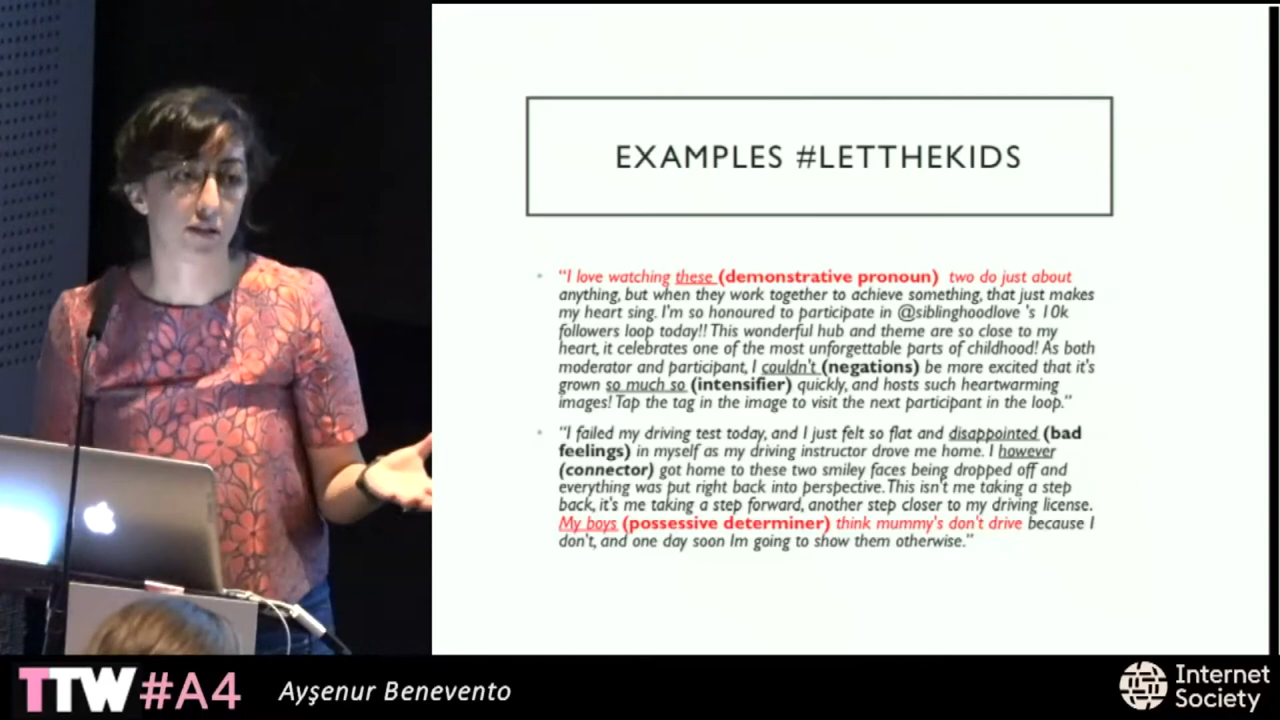 EXAMPLES #LETTHEKIDS
“I love watching these (demonstrative pronoun) two do just about
anything, but when they work together to achieve something, that just makes
my heart sing. I'm so honoured to participate in @siblinghoodlove 's 10k
followers loop today!! This wonderful hub and theme are so close to my
heart, it celebrates one of the most unforgettable parts of childhood! As both
moderator and participant, I couldn't (negations) be more excited that it's
grown so much so (intensifier) quickly, and hosts such heartwarming
images! Tap the tag in the image to visit the next participant in the loop.”
“I failed my driving test today, and I just felt so flat and disappointed (bad
feelings) in myself as my driving instructor drove me home. I however
(connector) got home to these two smiley faces being dropped off and
everything was put right back into perspective. This isn't me taking a step
back, it's me taking a step forward, another step closer to my driving license.
My boys (possessive determiner) think mummy's don't drive because I
don't, and one day soon Im going to show them otherwise.”
TTW#A4
Ayşenur Benevento
Internet
Society